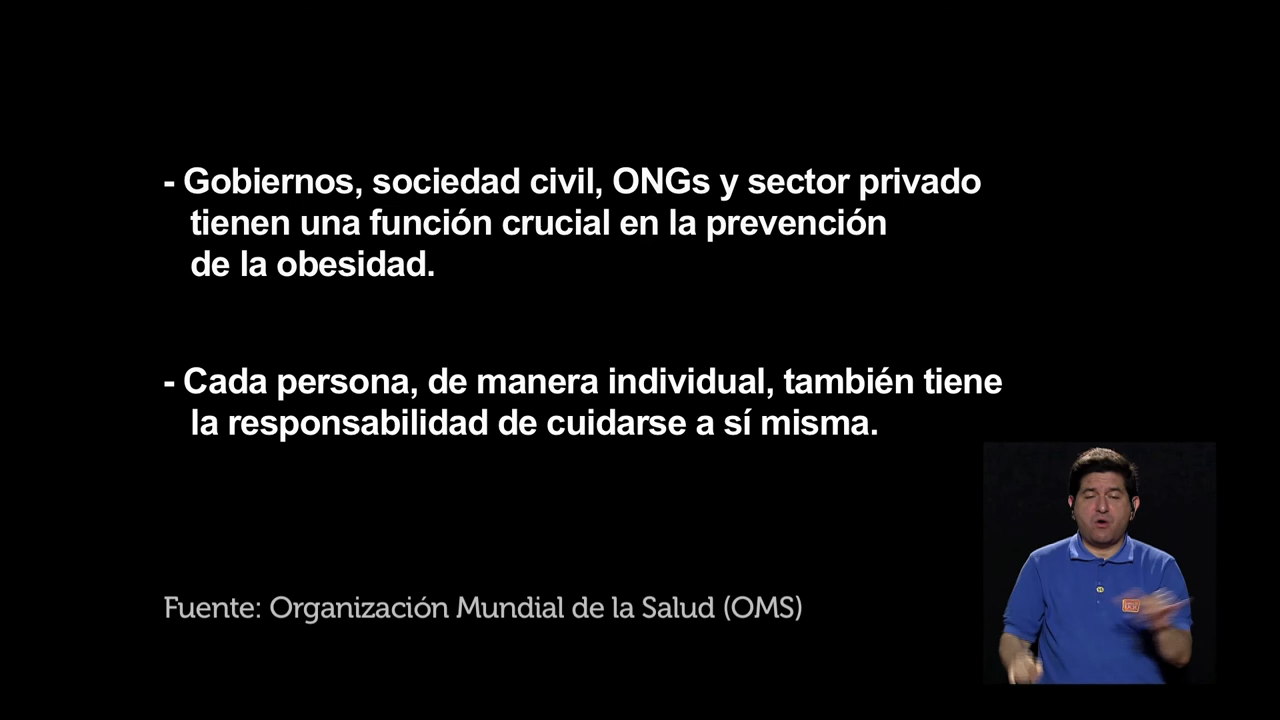 - Gobiernos, sociedad civil, ONGs y sector privado
tienen una función crucial en la prevención
de la obesidad.
- Cada persona, de manera individual, también tiene
la responsabilidad de cuidarse a sí misma.
Fuente: Organización Mundial de la Salud (OMS)